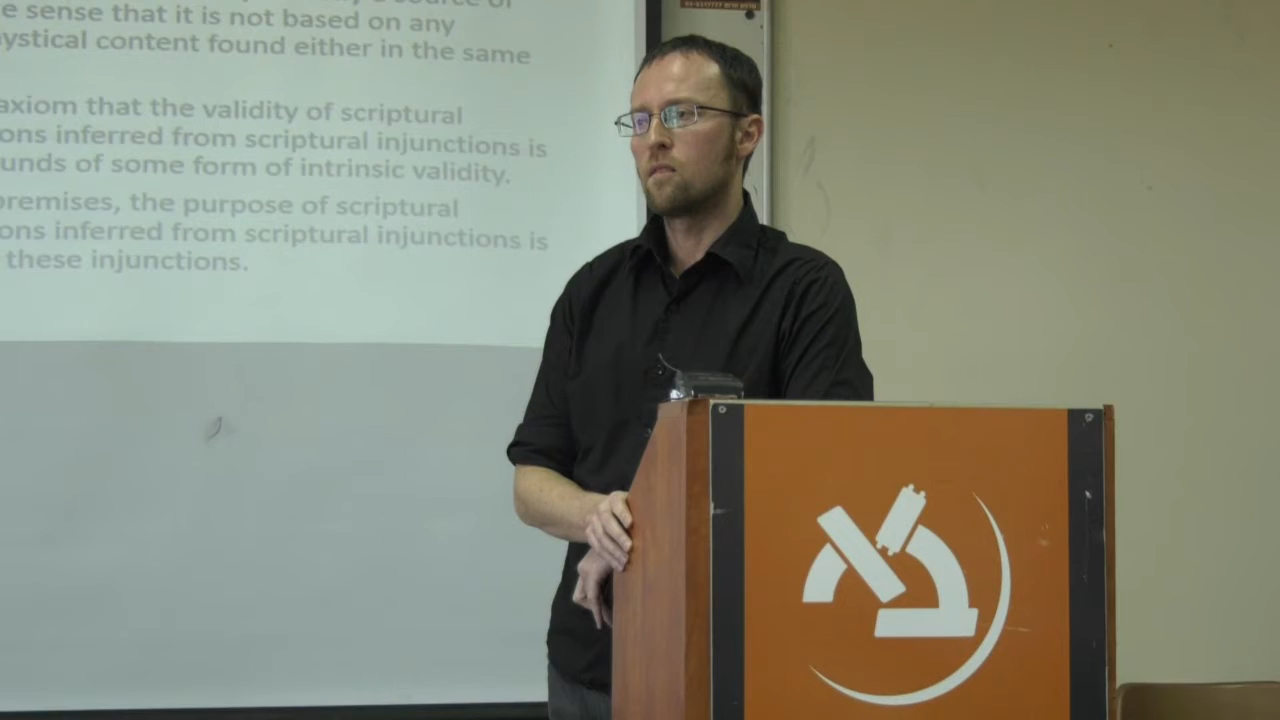 e sense that it is not based on any
ystical content found either in the same
axiom that the validity of scriptural
ons inferred from scriptural injunctions is
unds of some form of intrinsic validity.
premises, the purpose of scriptural
ons inferred from scriptural injunctions is
these injunctions.